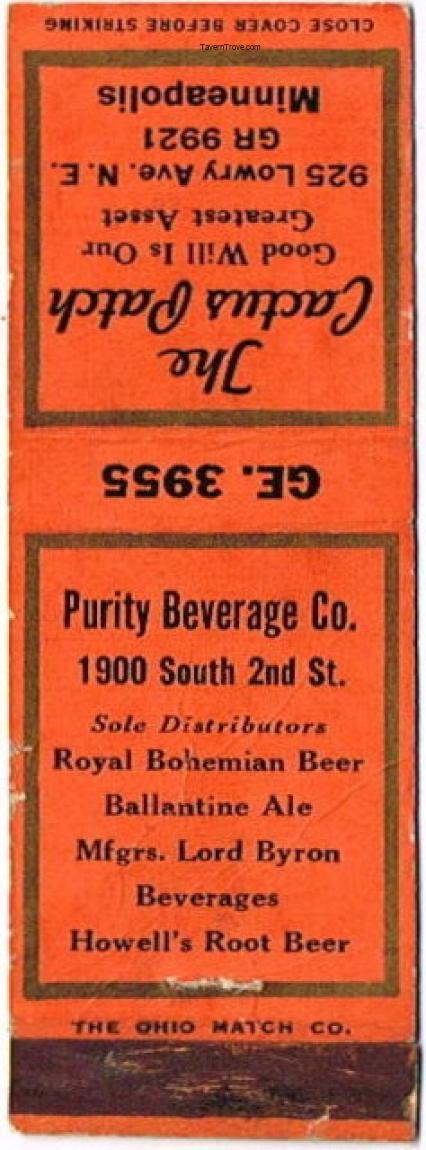 CLOSE COVER BEFORE STRIKING
TavernTrove.com
The
Cactus Patch
Good Will Is Our
Greatest Asset
925 Lowry Ave. N. E.
GR 9921
Minneapolis
GE. 3955
Purity Beverage Co.
1900 South 2nd St.
Sole Distributors
Royal Bohemian Beer
Ballantine Ale
Mfgrs. Lord Byron
Beverages
Howell's Root Beer
THE OHIO MATCH CO.